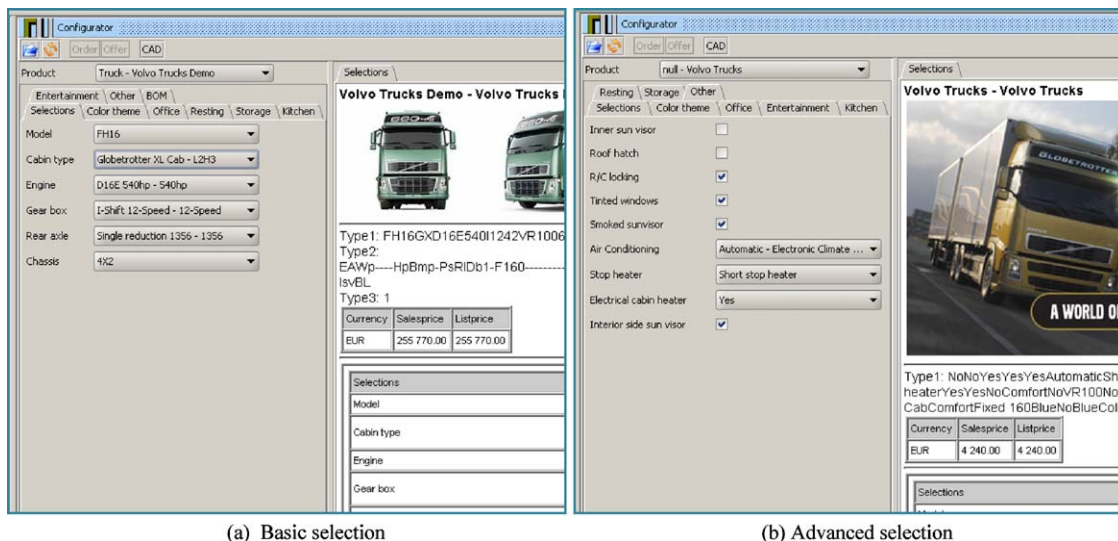 Configurator
Order Offer CAD
Product Truck - Volvo Trucks Demo
Entertainment Other BOM
Selections Color theme Office Resting Storage Kitchen
Model FH16
Cabin type Globetrotter XL Cab - L2H3
Engine D16E 540hp - 540hp
Gear box I-Shift 12-Speed - 12-Speed
Rear axle Single reduction 1356 - 1356
Chassis 4X2
Selections
Volvo Trucks Demo - Volvo Trucks
Type1: FH16GXD16E540I1242VR1006
Type2:
EAWp----HpBmp-PsRlDb1-F160---------
IsvBL
Type3: 1
Currency Salesprice Listprice
EUR 255 770.00 255 770.00
Selections
Model
Cabin type
Engine
Gear box
(a) Basic selection
Configurator
Order Offer CAD
Product null - Volvo Trucks
Resting Storage Other
Selections Color theme Office Entertainment Kitchen
Inner sun visor
Roof hatch
R/C locking
Tinted windows
Smoked sunvisor
Air Conditioning Automatic - Electronic Climate ...
Stop heater Short stop heater
Electrical cabin heater Yes
Interior side sun visor
Selections
Volvo Trucks - Volvo Trucks
GLOBETROTTER
A WORLD O
Type1: NoNoYesYesYesAutomaticSh
heaterYesYesNoComfortNoVR100No
CabComfortFixed 160BlueNoBlueCol
Currency Salesprice Listprice
EUR 4 240.00 4 240.00
Selections
(b) Advanced selection